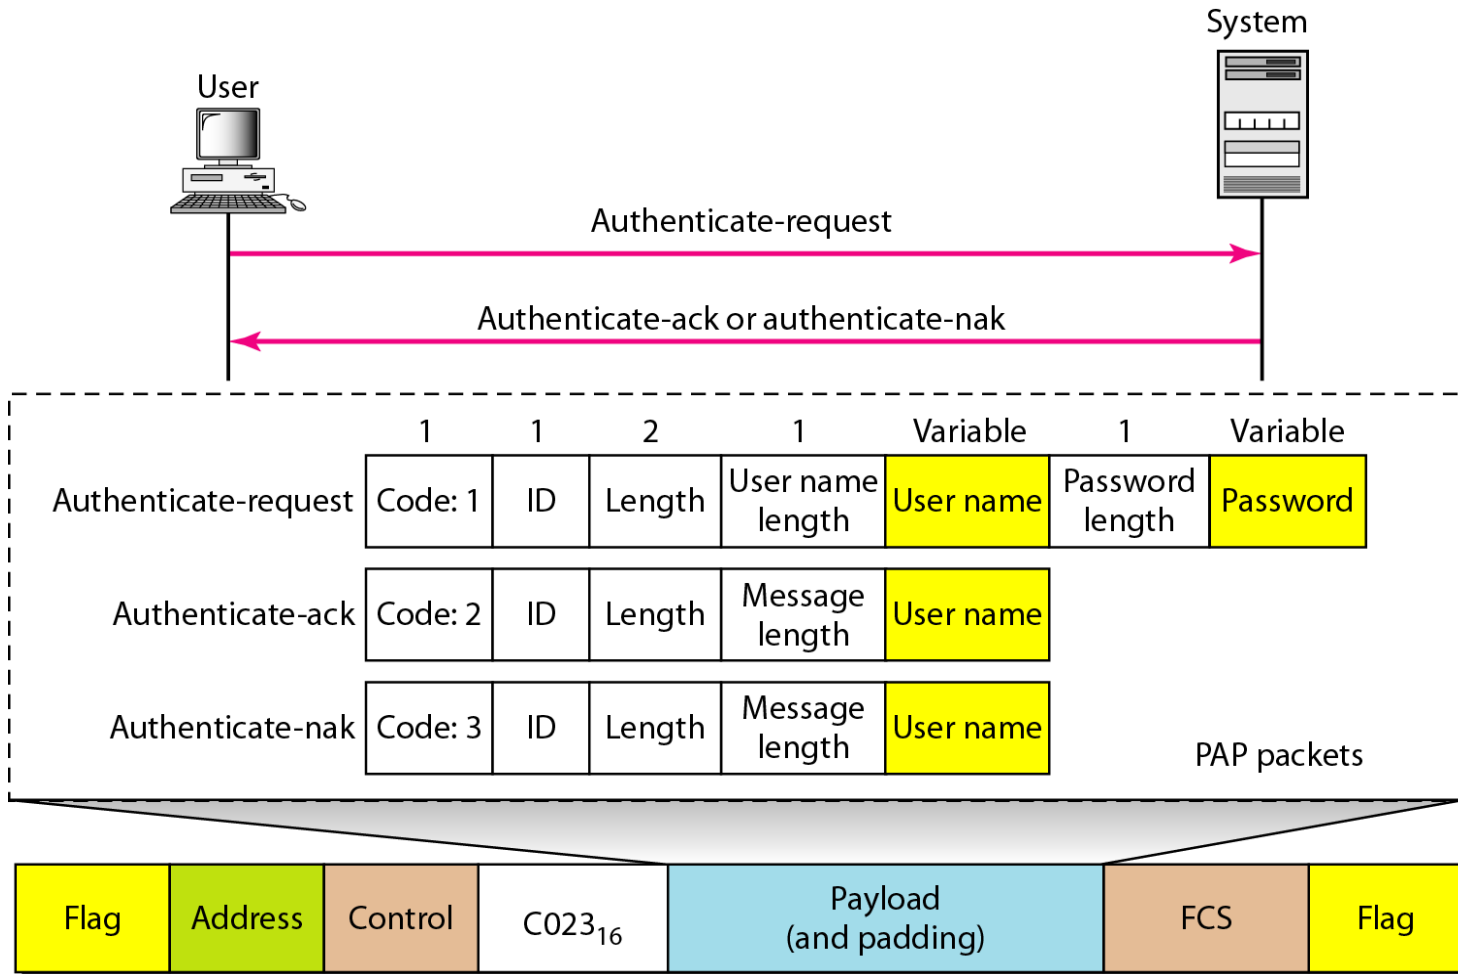 System
User
Authenticate-request
Authenticate-ack or authenticate-nak
1 1 2 1 Variable 1 Variable
Authenticate-request Code: 1 ID Length User name length User name Password length Password
Authenticate-ack Code: 2 ID Length Message length User name
Authenticate-nak Code: 3 ID Length Message length User name
PAP packets
Flag Address Control C023₁₆ Payload (and padding) FCS Flag